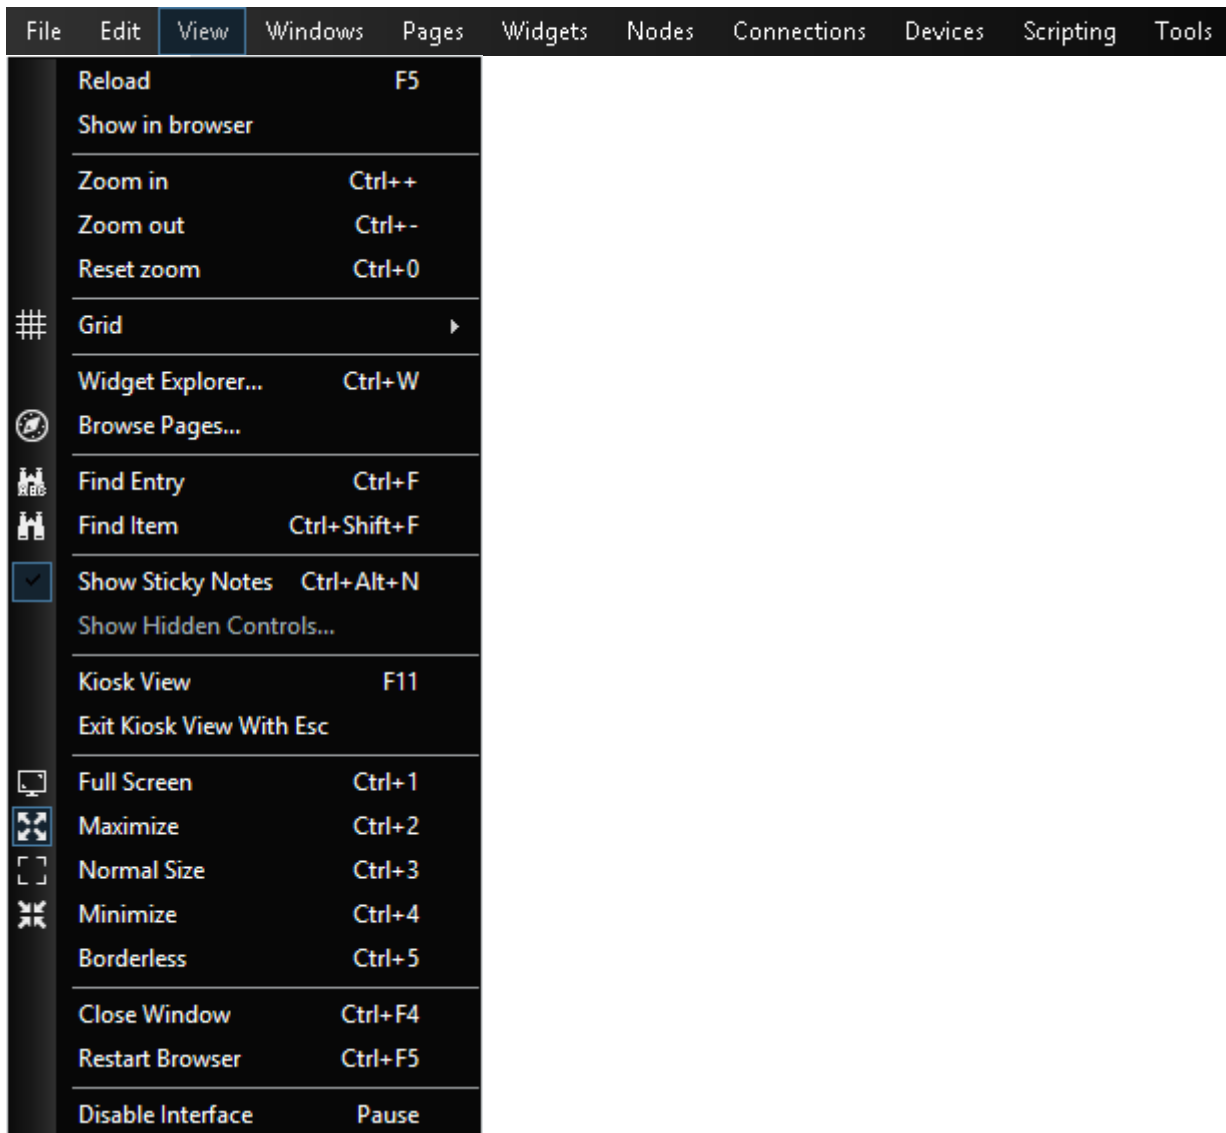 File Edit View Windows Pages Widgets Nodes Connections Devices Scripting Tools
Reload F5
Show in browser
Zoom in Ctrl++
Zoom out Ctrl+-
Reset zoom Ctrl+0
Grid
Widget Explorer... Ctrl+W
Browse Pages...
Find Entry Ctrl+F
Find Item Ctrl+Shift+F
Show Sticky Notes Ctrl+Alt+N
Show Hidden Controls...
Kiosk View F11
Exit Kiosk View With Esc
Full Screen Ctrl+1
Maximize Ctrl+2
Normal Size Ctrl+3
Minimize Ctrl+4
Borderless Ctrl+5
Close Window Ctrl+F4
Restart Browser Ctrl+F5
Disable Interface Pause